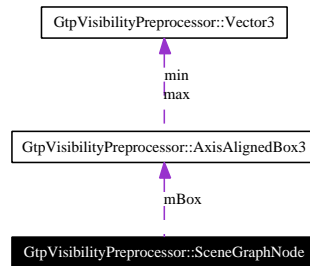 GtpVisibilityPreprocessor::Vector3
min
max
GtpVisibilityPreprocessor::AxisAlignedBox3
mBox
GtpVisibilityPreprocessor::SceneGraphNode